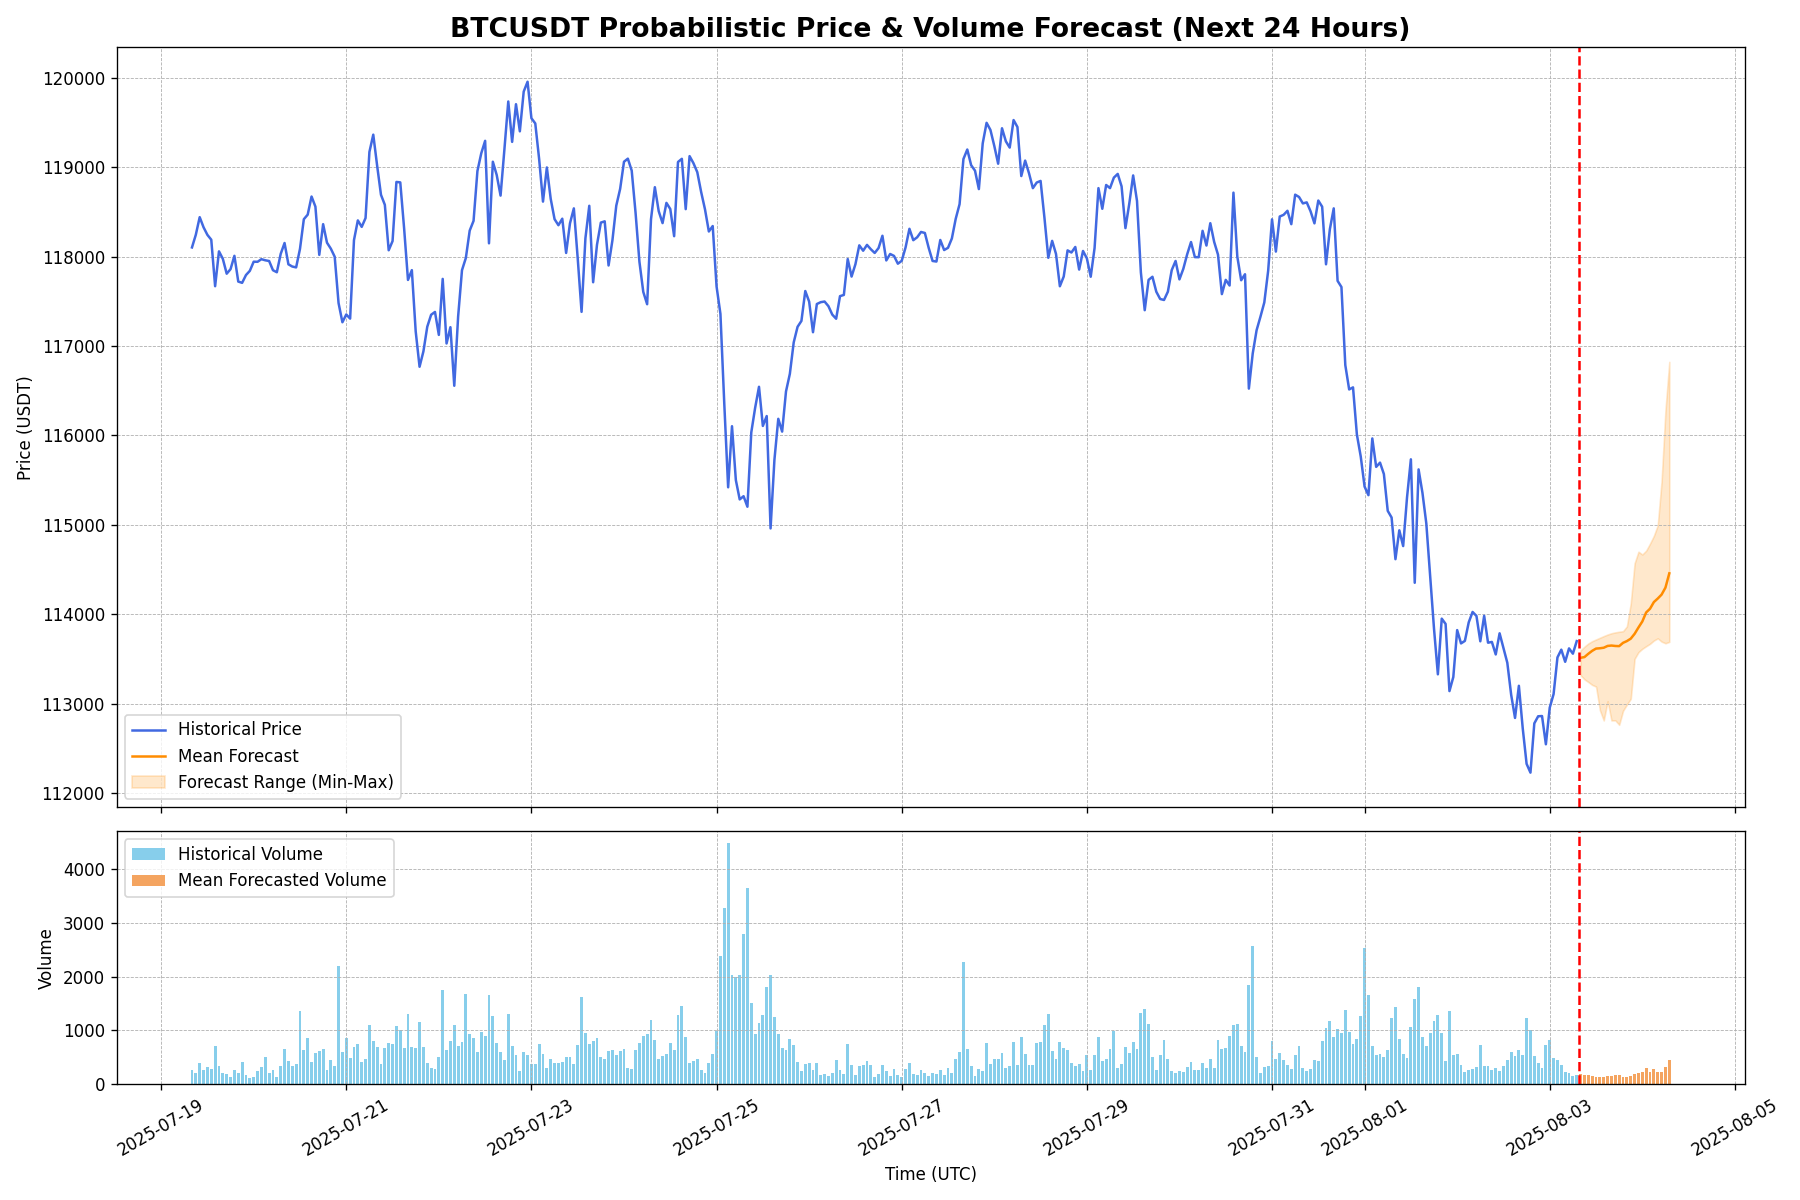 BTCUSDT Probabilistic Price & Volume Forecast (Next 24 Hours)
120000
119000
118000
117000
116000
115000
114000
113000
112000
Price (USDT)
Historical Price
Mean Forecast
Forecast Range (Min-Max)
Historical Volume
Mean Forecasted Volume
4000
3000
2000
1000
0
Volume
2025-07-19
2025-07-21
2025-07-23
2025-07-25
2025-07-27
2025-07-29
2025-07-31
2025-08-01
2025-08-03
2025-08-05
Time (UTC)